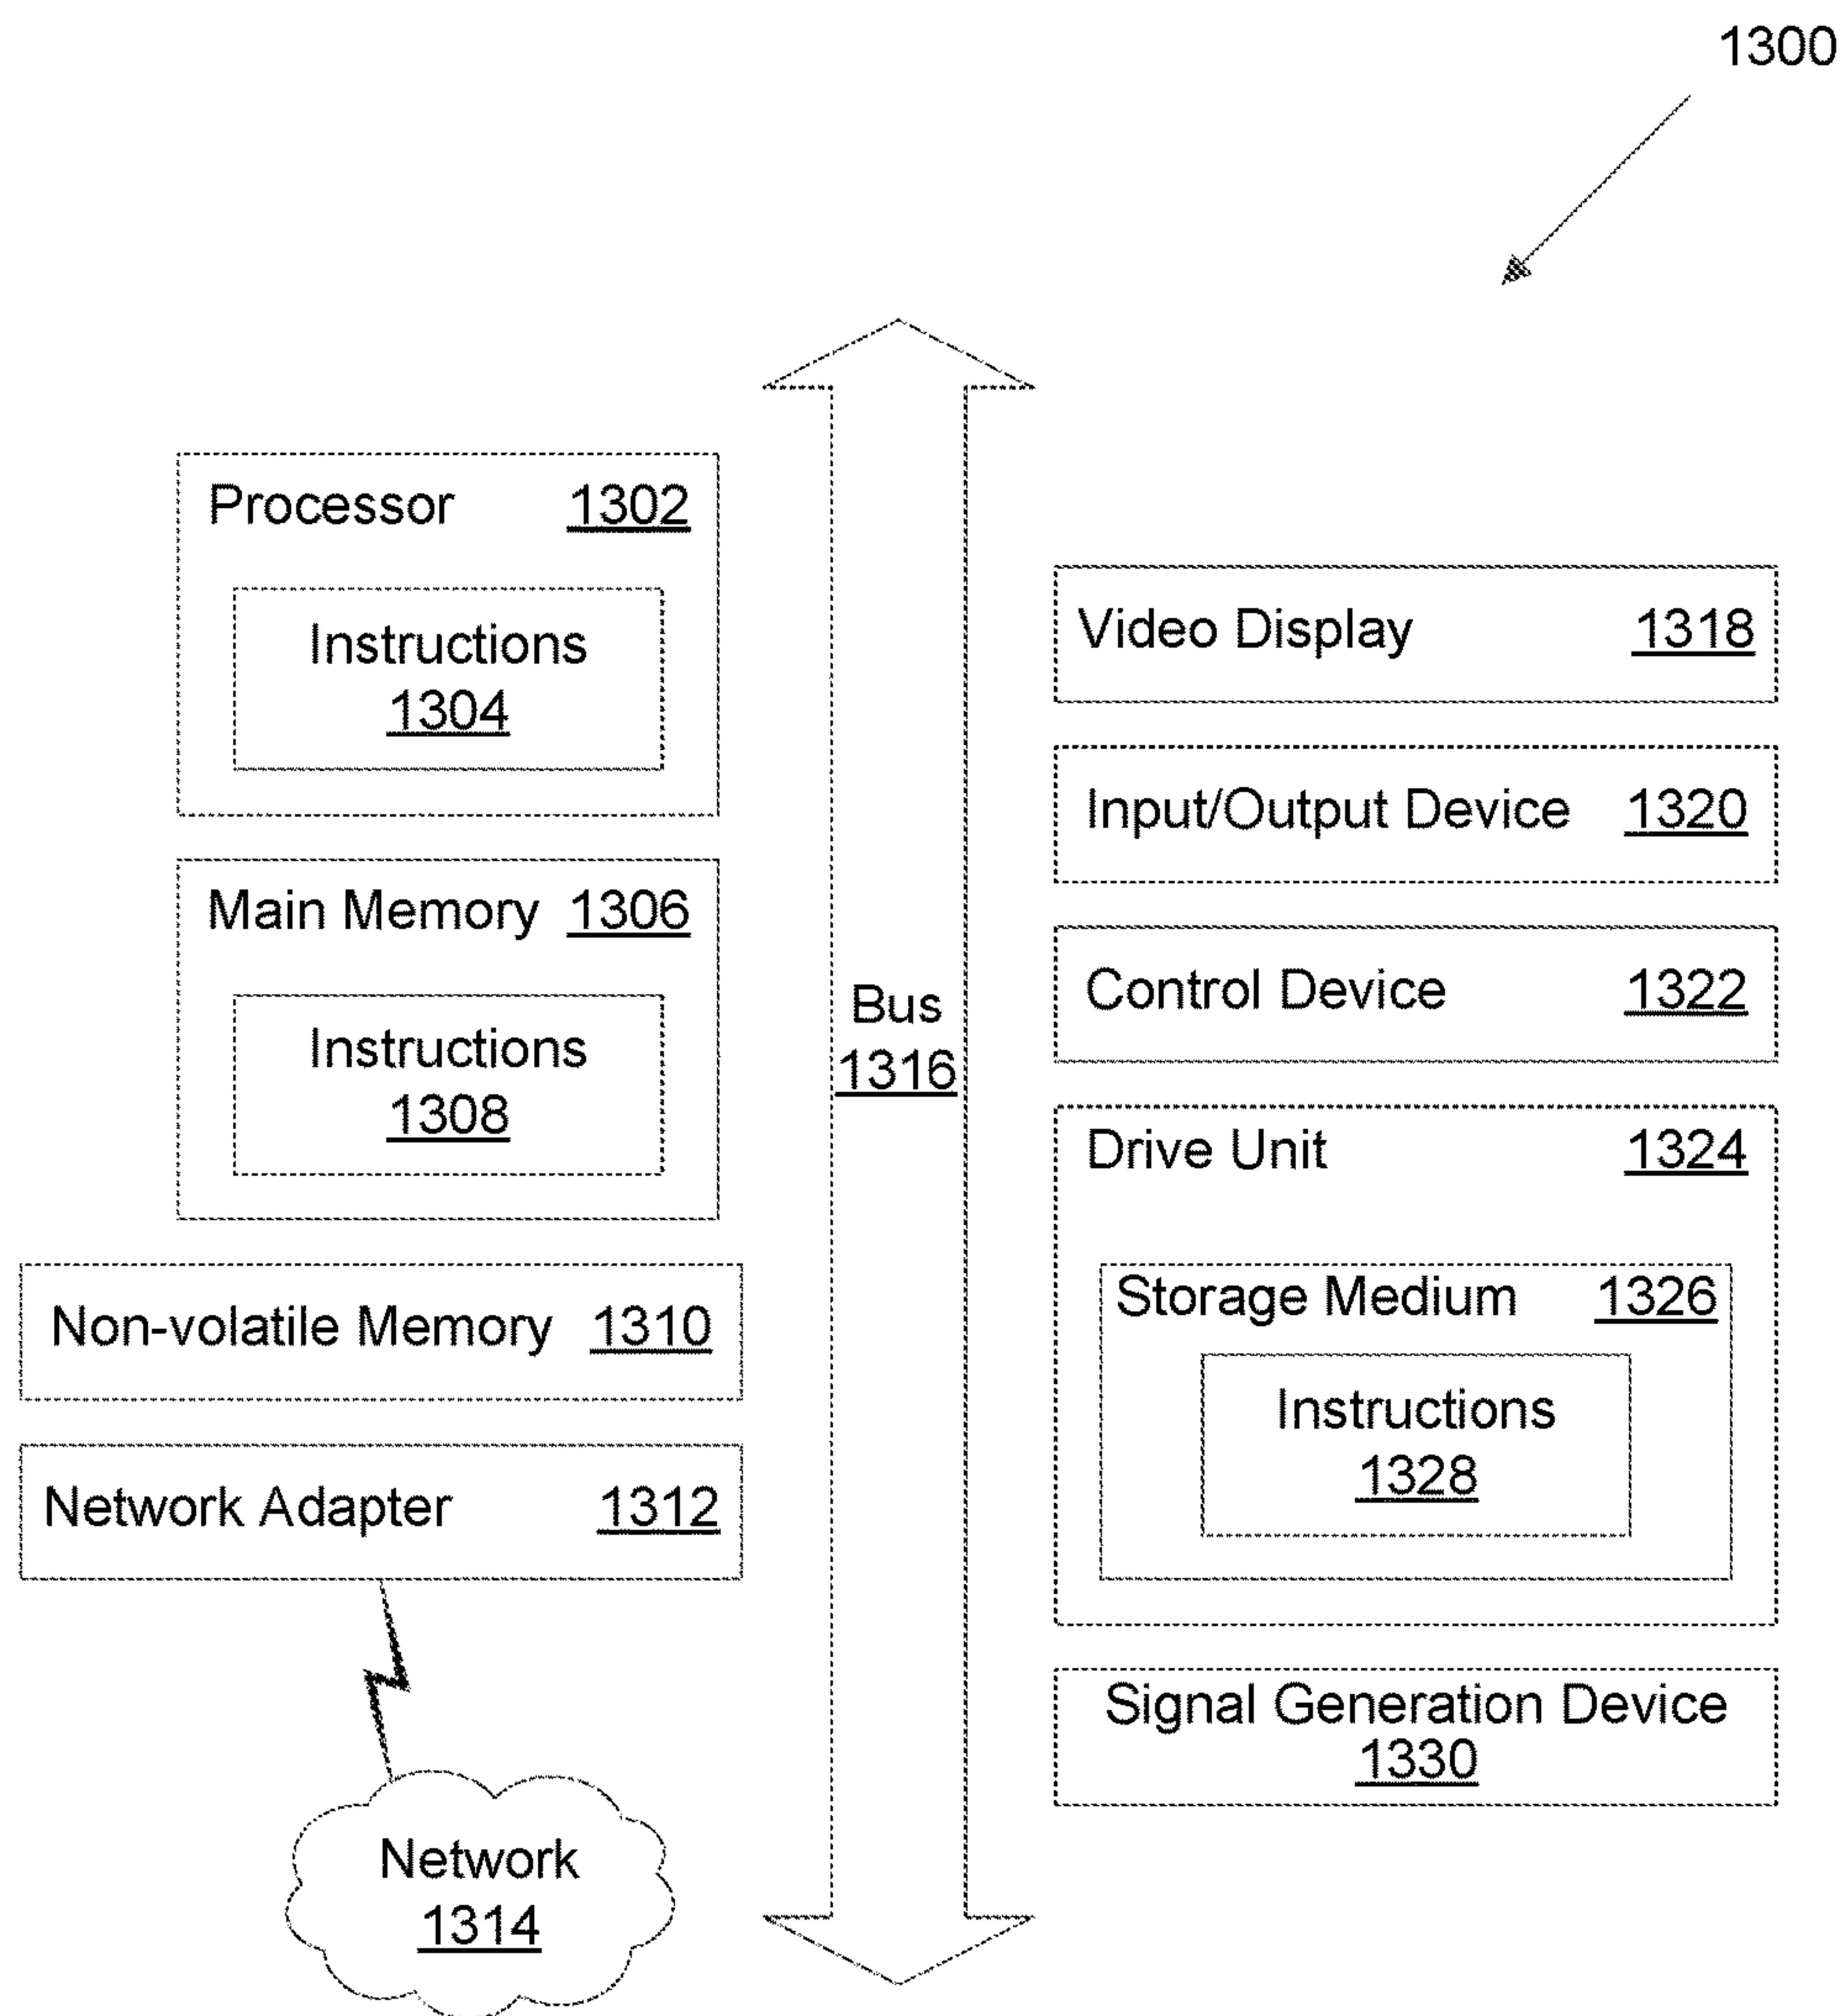 1300
Processor 1302
Instructions
1304
Main Memory 1306
Instructions
1308
Non-volatile Memory 1310
Network Adapter 1312
Network
1314
Bus
1316
Video Display 1318
Input/Output Device 1320
Control Device 1322
Drive Unit 1324
Storage Medium 1326
Instructions
1328
Signal Generation Device
1330